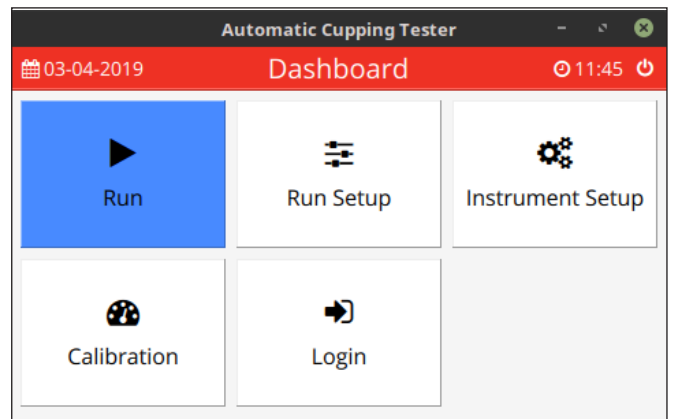 Automatic Cupping Tester
03-04-2019 Dashboard 11:45
Run Run Setup Instrument Setup
Calibration Login